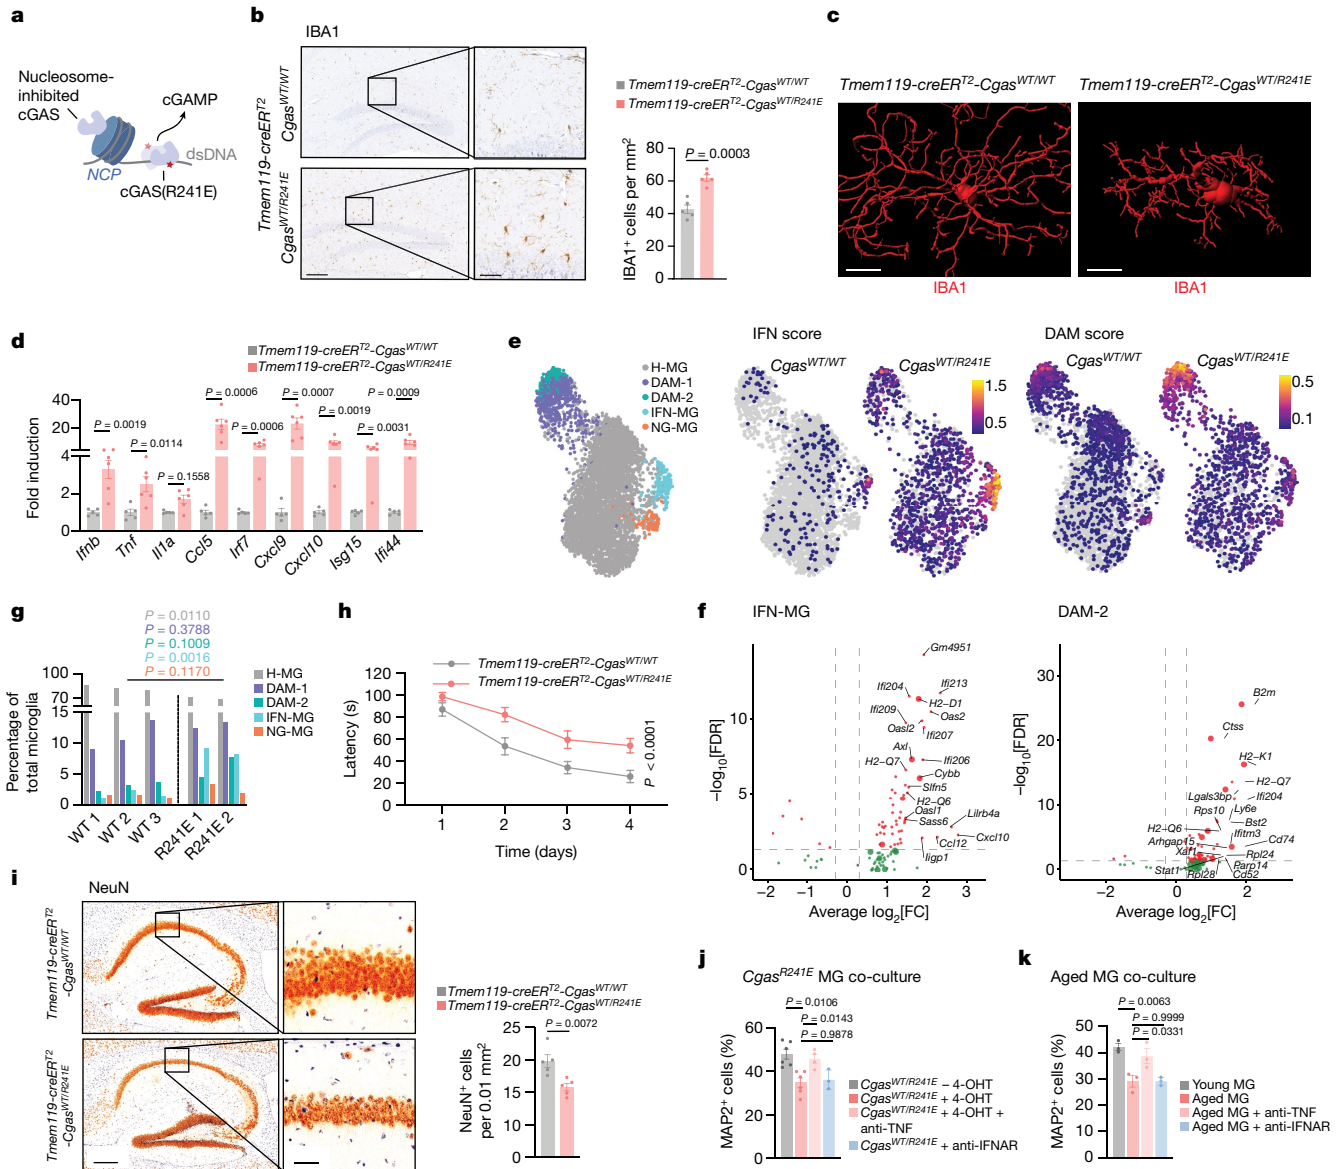 a
Nucleosome-
inhibited
cGAS
cGAMP
dsDNA
NCP
cGAS(R241E)
b
IBA1
Tmem119-creERT2
CgasWT/WT
Tmem119-creERT2
CgasWT/R241E
Tmem119-creERT2-CgasWT/WT
Tmem119-creERT2-CgasWT/R241E
IBA1+ cells per mm2
80
60
40
20
0
P = 0.0003
c
Tmem119-creERT2-CgasWT/WT
Tmem119-creERT2-CgasWT/R241E
IBA1
IBA1
d
Tmem119-creERT2-CgasWT/WT
Tmem119-creERT2-CgasWT/R241E
Fold induction
40
20
4
2
0
P = 0.0019
P = 0.0114
P = 0.1558
P = 0.0006
P = 0.0006
P = 0.0007
P = 0.0019
P = 0.0031
P = 0.0009
Ifnb
Tnf
Il1a
Ccl5
Irf7
Cxcl9
Cxcl10
Isg15
Ifi44
e
H-MG
DAM-1
DAM-2
IFN-MG
NG-MG
IFN score
CgasWT/WT
CgasWT/R241E
1.5
0.5
DAM score
CgasWT/WT
CgasWT/R241E
0.5
0.1
g
P = 0.0110
P = 0.3788
P = 0.1009
P = 0.0016
P = 0.1170
Percentage of
total microglia
100
70
15
10
5
0
WT 1
WT 2
WT 3
R241E 1
R241E 2
H-MG
DAM-1
DAM-2
IFN-MG
NG-MG
h
Tmem119-creERT2-CgasWT/WT
Tmem119-creERT2-CgasWT/R241E
Latency (s)
120
100
80
60
40
20
0
P < 0.0001
1
2
3
4
Time (days)
f
IFN-MG
−log10[FDR]
10
5
0
Gm4951
Ifi204
Ifi213
H2-D1
Ifi209
Oas2
Oasl2
Ifi207
Axl
H2-Q7
Ifi206
Cybb
Slfn5
H2-Q6
Oasl1
Sass6
Lilrb4a
Cxcl10
Ccl12
Iigp1
−2
−1
0
1
2
3
Average log2[FC]
DAM-2
−log10[FDR]
30
20
10
0
B2m
Ctss
H2-K1
H2-Q7
Lgals3bp
Ifi204
Rps10
Ly6e
Bst2
H2-Q6
Ifitm3
Arhgap15
Cd74
Xaf1
Rpl24
Stat1
Parp14
Rpl28
Cd52
−2
0
2
Average log2[FC]
i
NeuN
Tmem119-creERT2
-CgasWT/WT
Tmem119-creERT2
-CgasWT/R241E
Tmem119-creERT2-CgasWT/WT
Tmem119-creERT2-CgasWT/R241E
NeuN+ cells
per 0.01 mm2
25
20
15
10
0
P = 0.0072
j
CgasR241E MG co-culture
P = 0.0106
P = 0.0143
P = 0.9878
MAP2+ cells (%)
60
40
20
0
CgasWT/R241E − 4-OHT
CgasWT/R241E + 4-OHT
CgasWT/R241E + 4-OHT +
anti-TNF
CgasWT/R241E + anti-IFNAR
k
Aged MG co-culture
P = 0.0063
P = 0.9999
P = 0.0331
MAP2+ cells (%)
50
40
30
20
10
0
Young MG
Aged MG
Aged MG + anti-TNF
Aged MG + anti-IFNAR